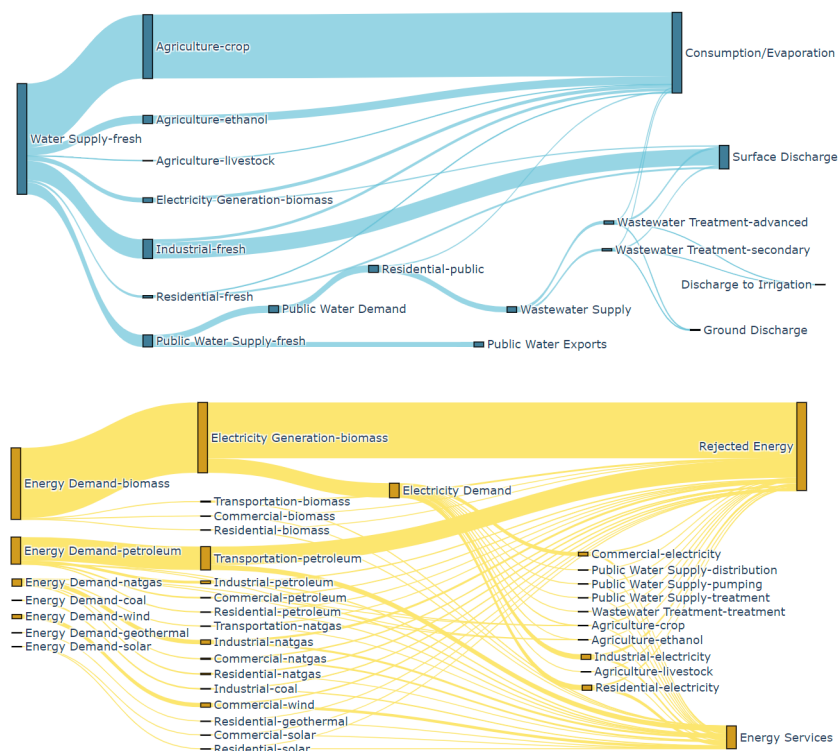 Agriculture-crop
Consumption/Evaporation
Agriculture-ethanol
Water Supply-fresh
Surface Discharge
Agriculture-livestock
Electricity Generation-biomass
Wastewater Treatment-advanced
Industrial-fresh
Wastewater Treatment-secondary
Residential-public
Discharge to Irrigation
Residential-fresh
Public Water Demand
Wastewater Supply
Ground Discharge
Public Water Supply-fresh
Public Water Exports
Electricity Generation-biomass
Rejected Energy
Energy Demand-biomass
Electricity Demand
Transportation-biomass
Commercial-biomass
Residential-biomass
Energy Demand-petroleum
Transportation-petroleum
Commercial-electricity
Public Water Supply-distribution
Energy Demand-natgas
Industrial-petroleum
Public Water Supply-pumping
Energy Demand-coal
Commercial-petroleum
Public Water Supply-treatment
Energy Demand-wind
Residential-petroleum
Wastewater Treatment-treatment
Transportation-natgas
Agriculture-crop
Energy Demand-geothermal
Industrial-natgas
Agriculture-ethanol
Energy Demand-solar
Commercial-natgas
Industrial-electricity
Residential-natgas
Agriculture-livestock
Industrial-coal
Residential-electricity
Commercial-wind
Residential-geothermal
Commercial-solar
Energy Services
Residential-solar